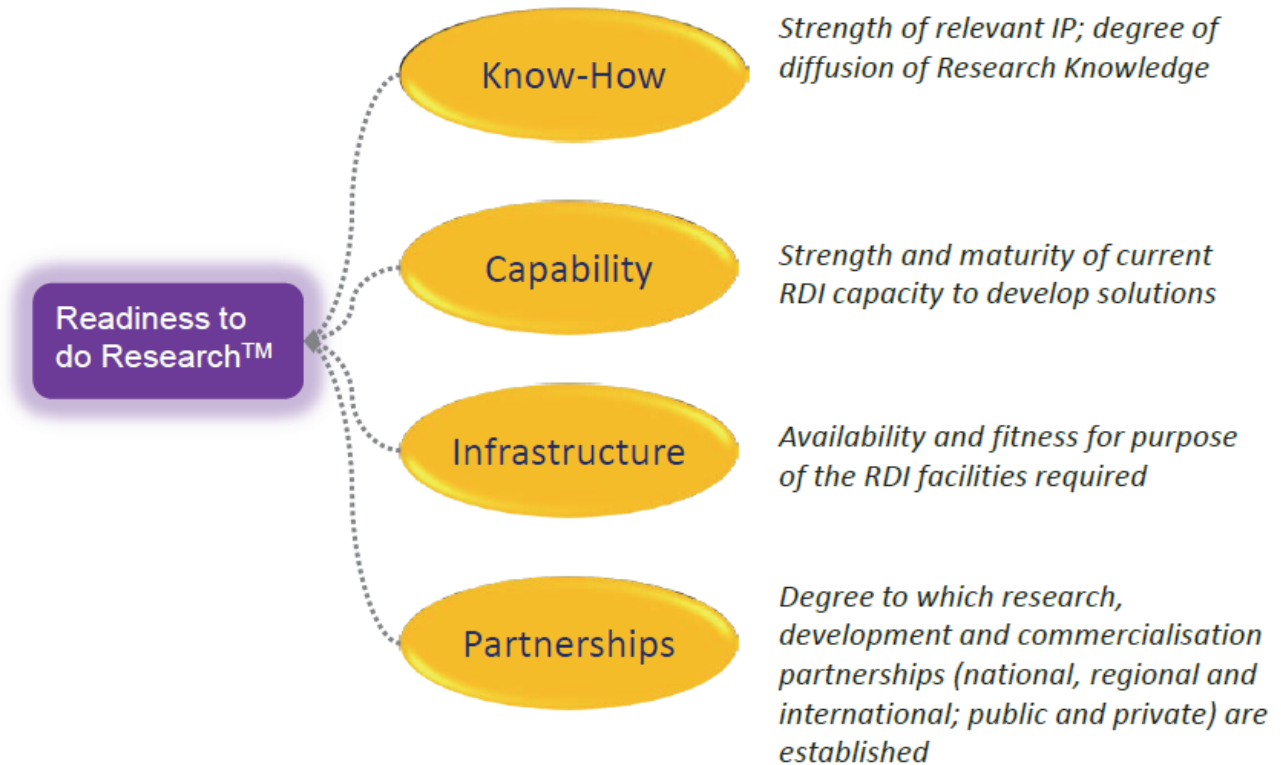 Know-How
Strength of relevant IP; degree of
diffusion of Research Knowledge
Readiness to
do Research™
Capability
Strength and maturity of current
RDI capacity to develop solutions
Infrastructure
Availability and fitness for purpose
of the RDI facilities required
Partnerships
Degree to which research,
development and commercialisation
partnerships (national, regional and
international; public and private) are
established